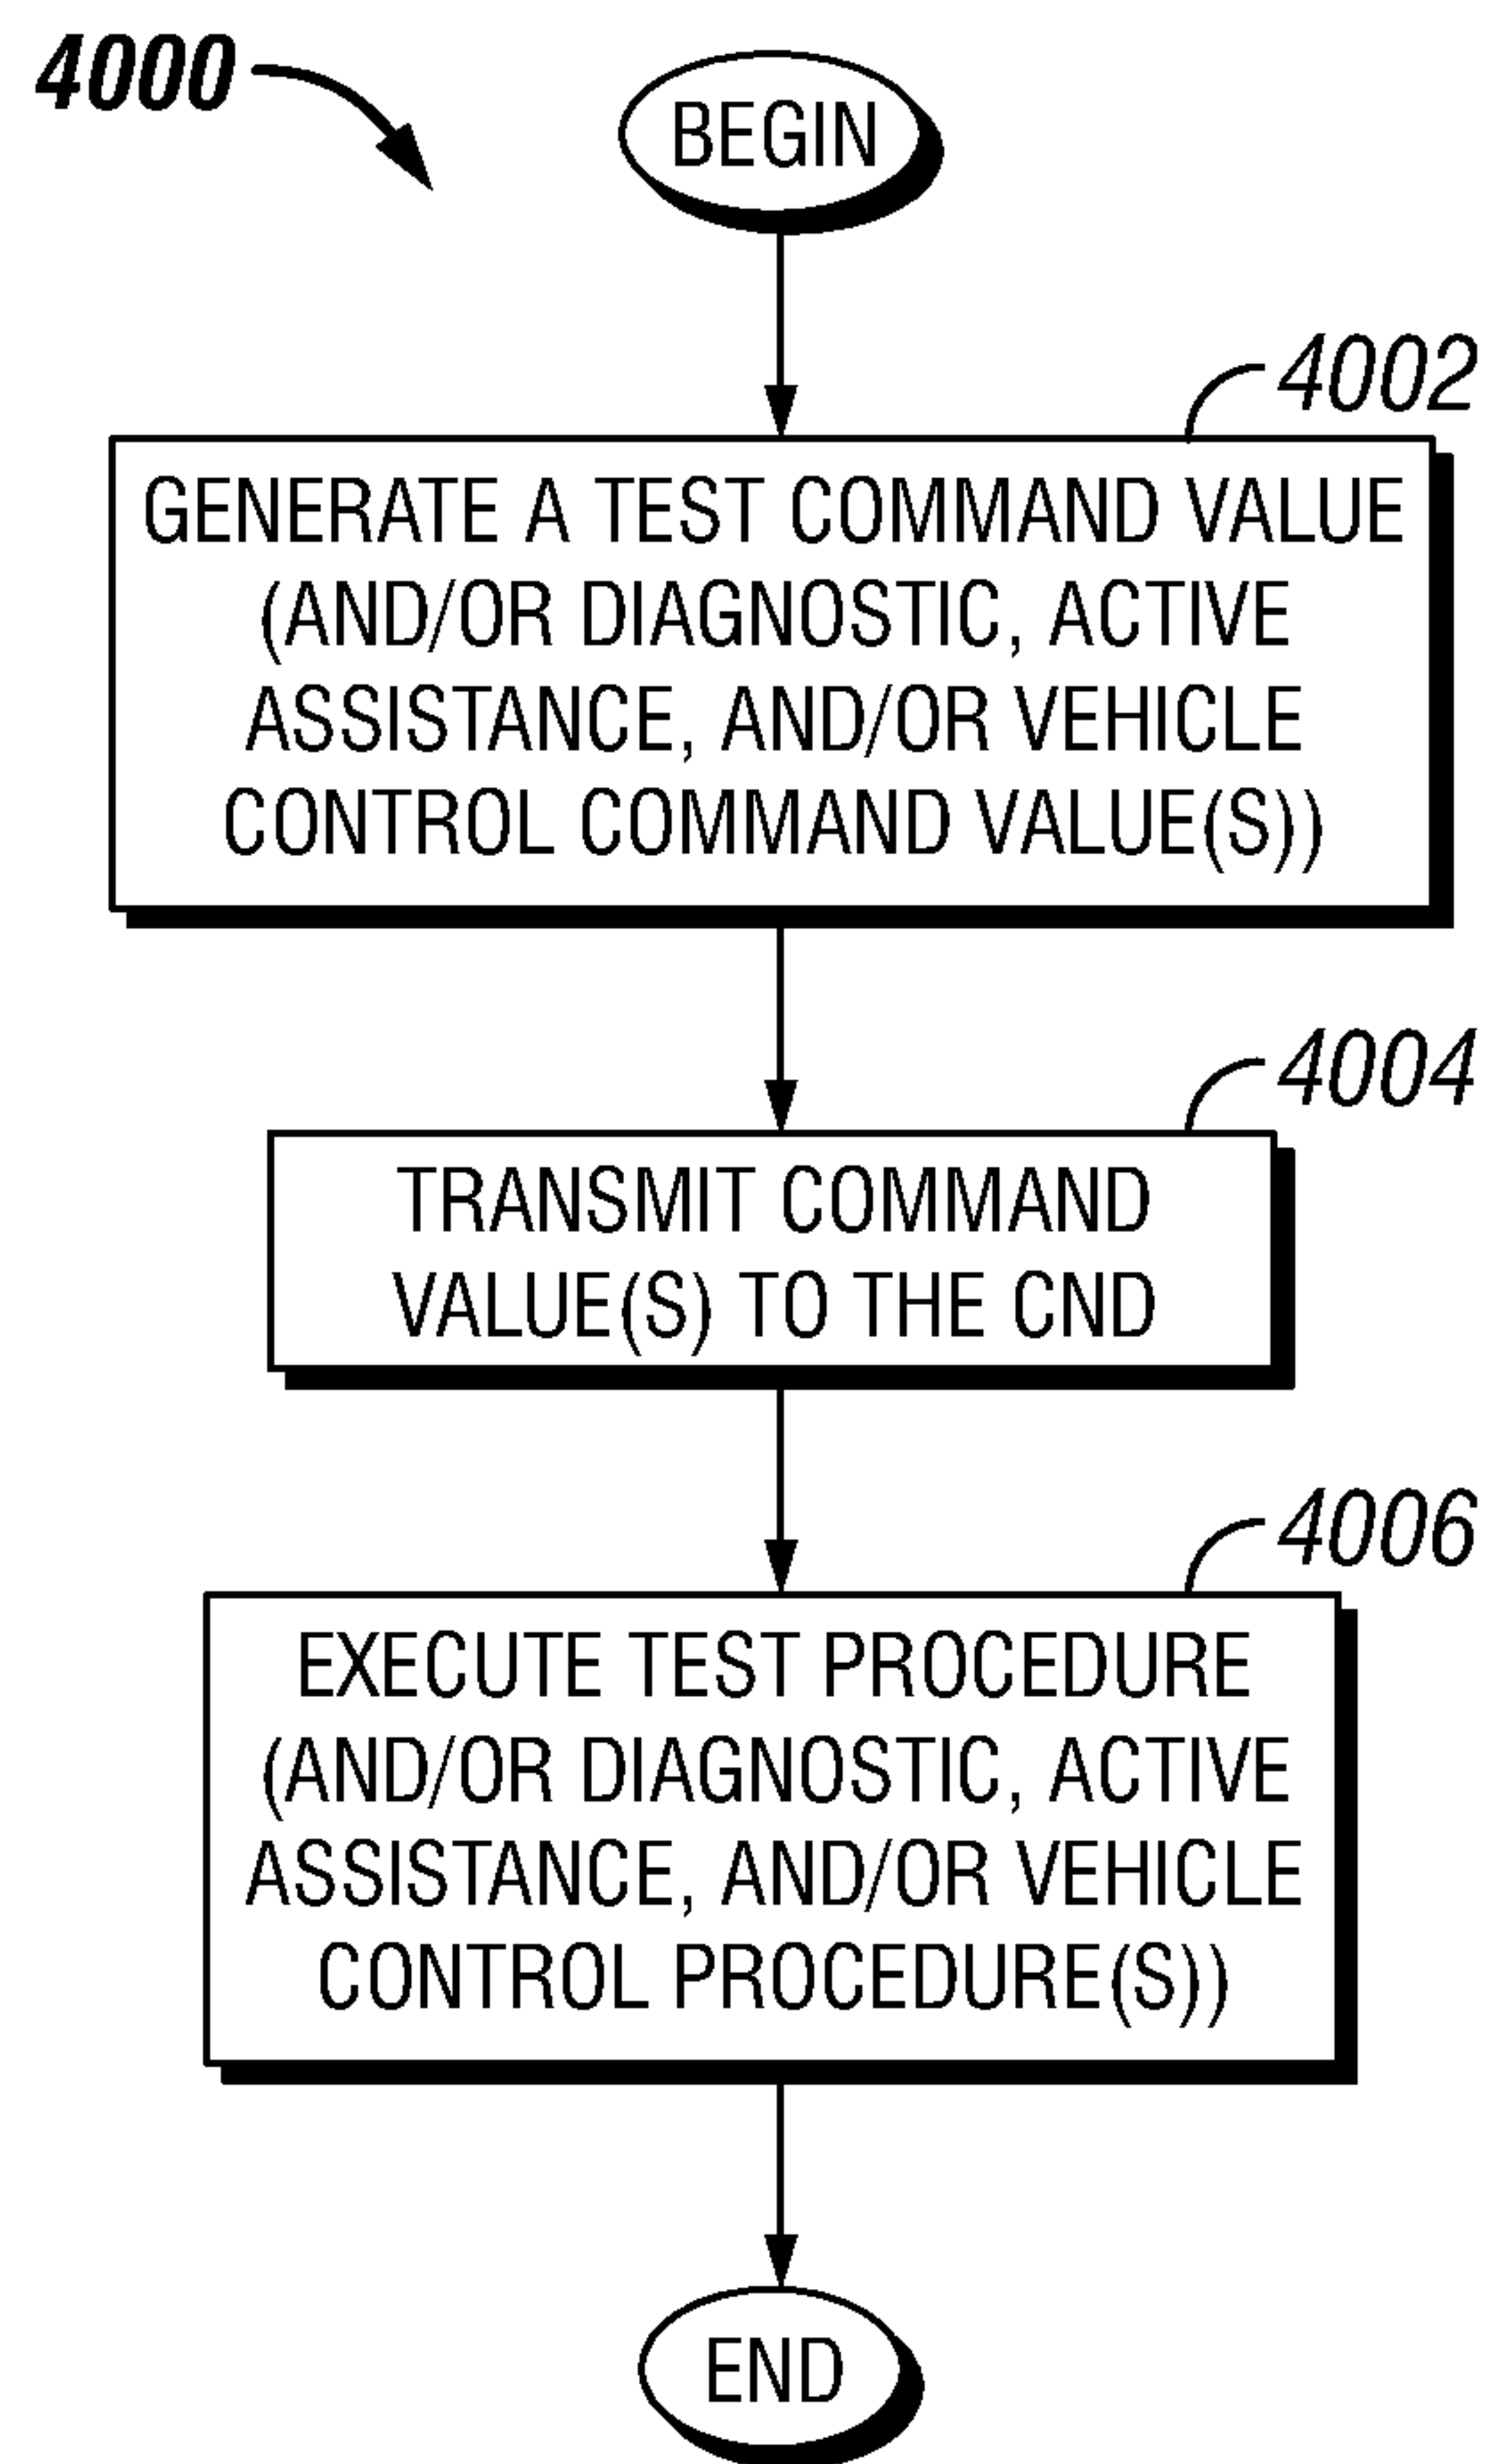 4000
BEGIN
4002
GENERATE A TEST COMMAND VALUE
(AND/OR DIAGNOSTIC, ACTIVE
ASSISTANCE, AND/OR VEHICLE
CONTROL COMMAND VALUE(S))
4004
TRANSMIT COMMAND
VALUE(S) TO THE CND
4006
EXECUTE TEST PROCEDURE
(AND/OR DIAGNOSTIC, ACTIVE
ASSISTANCE, AND/OR VEHICLE
CONTROL PROCEDURE(S))
END